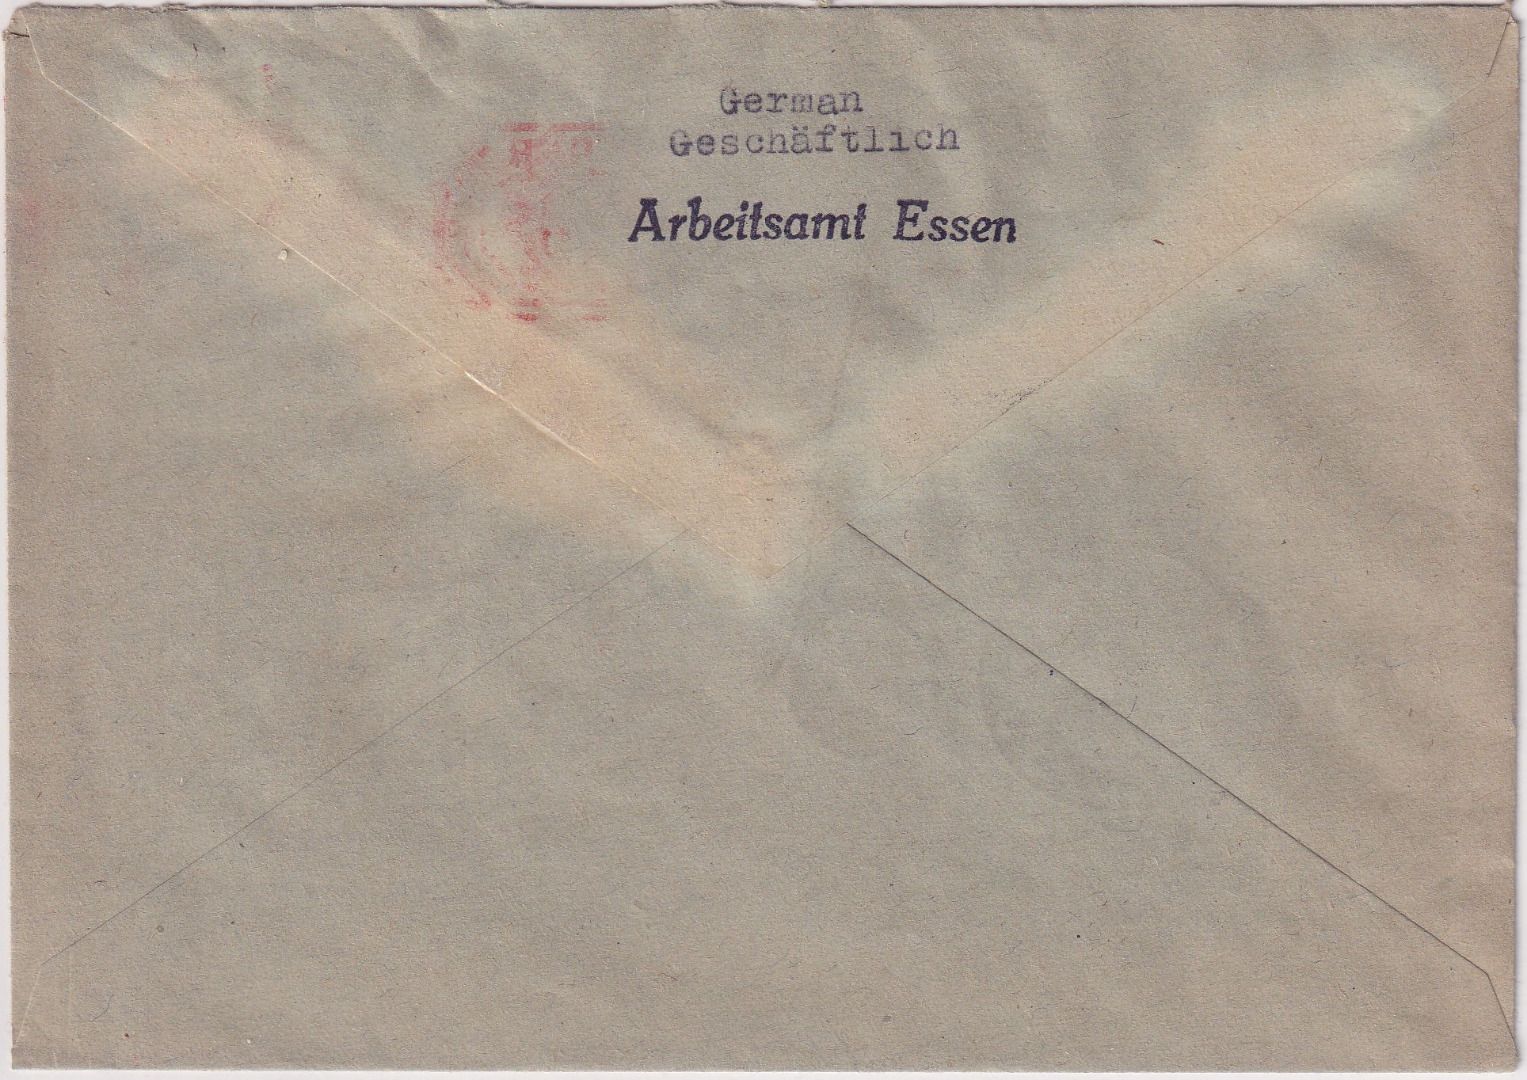 German
Geschäftlich
Arbeitsamt Essen